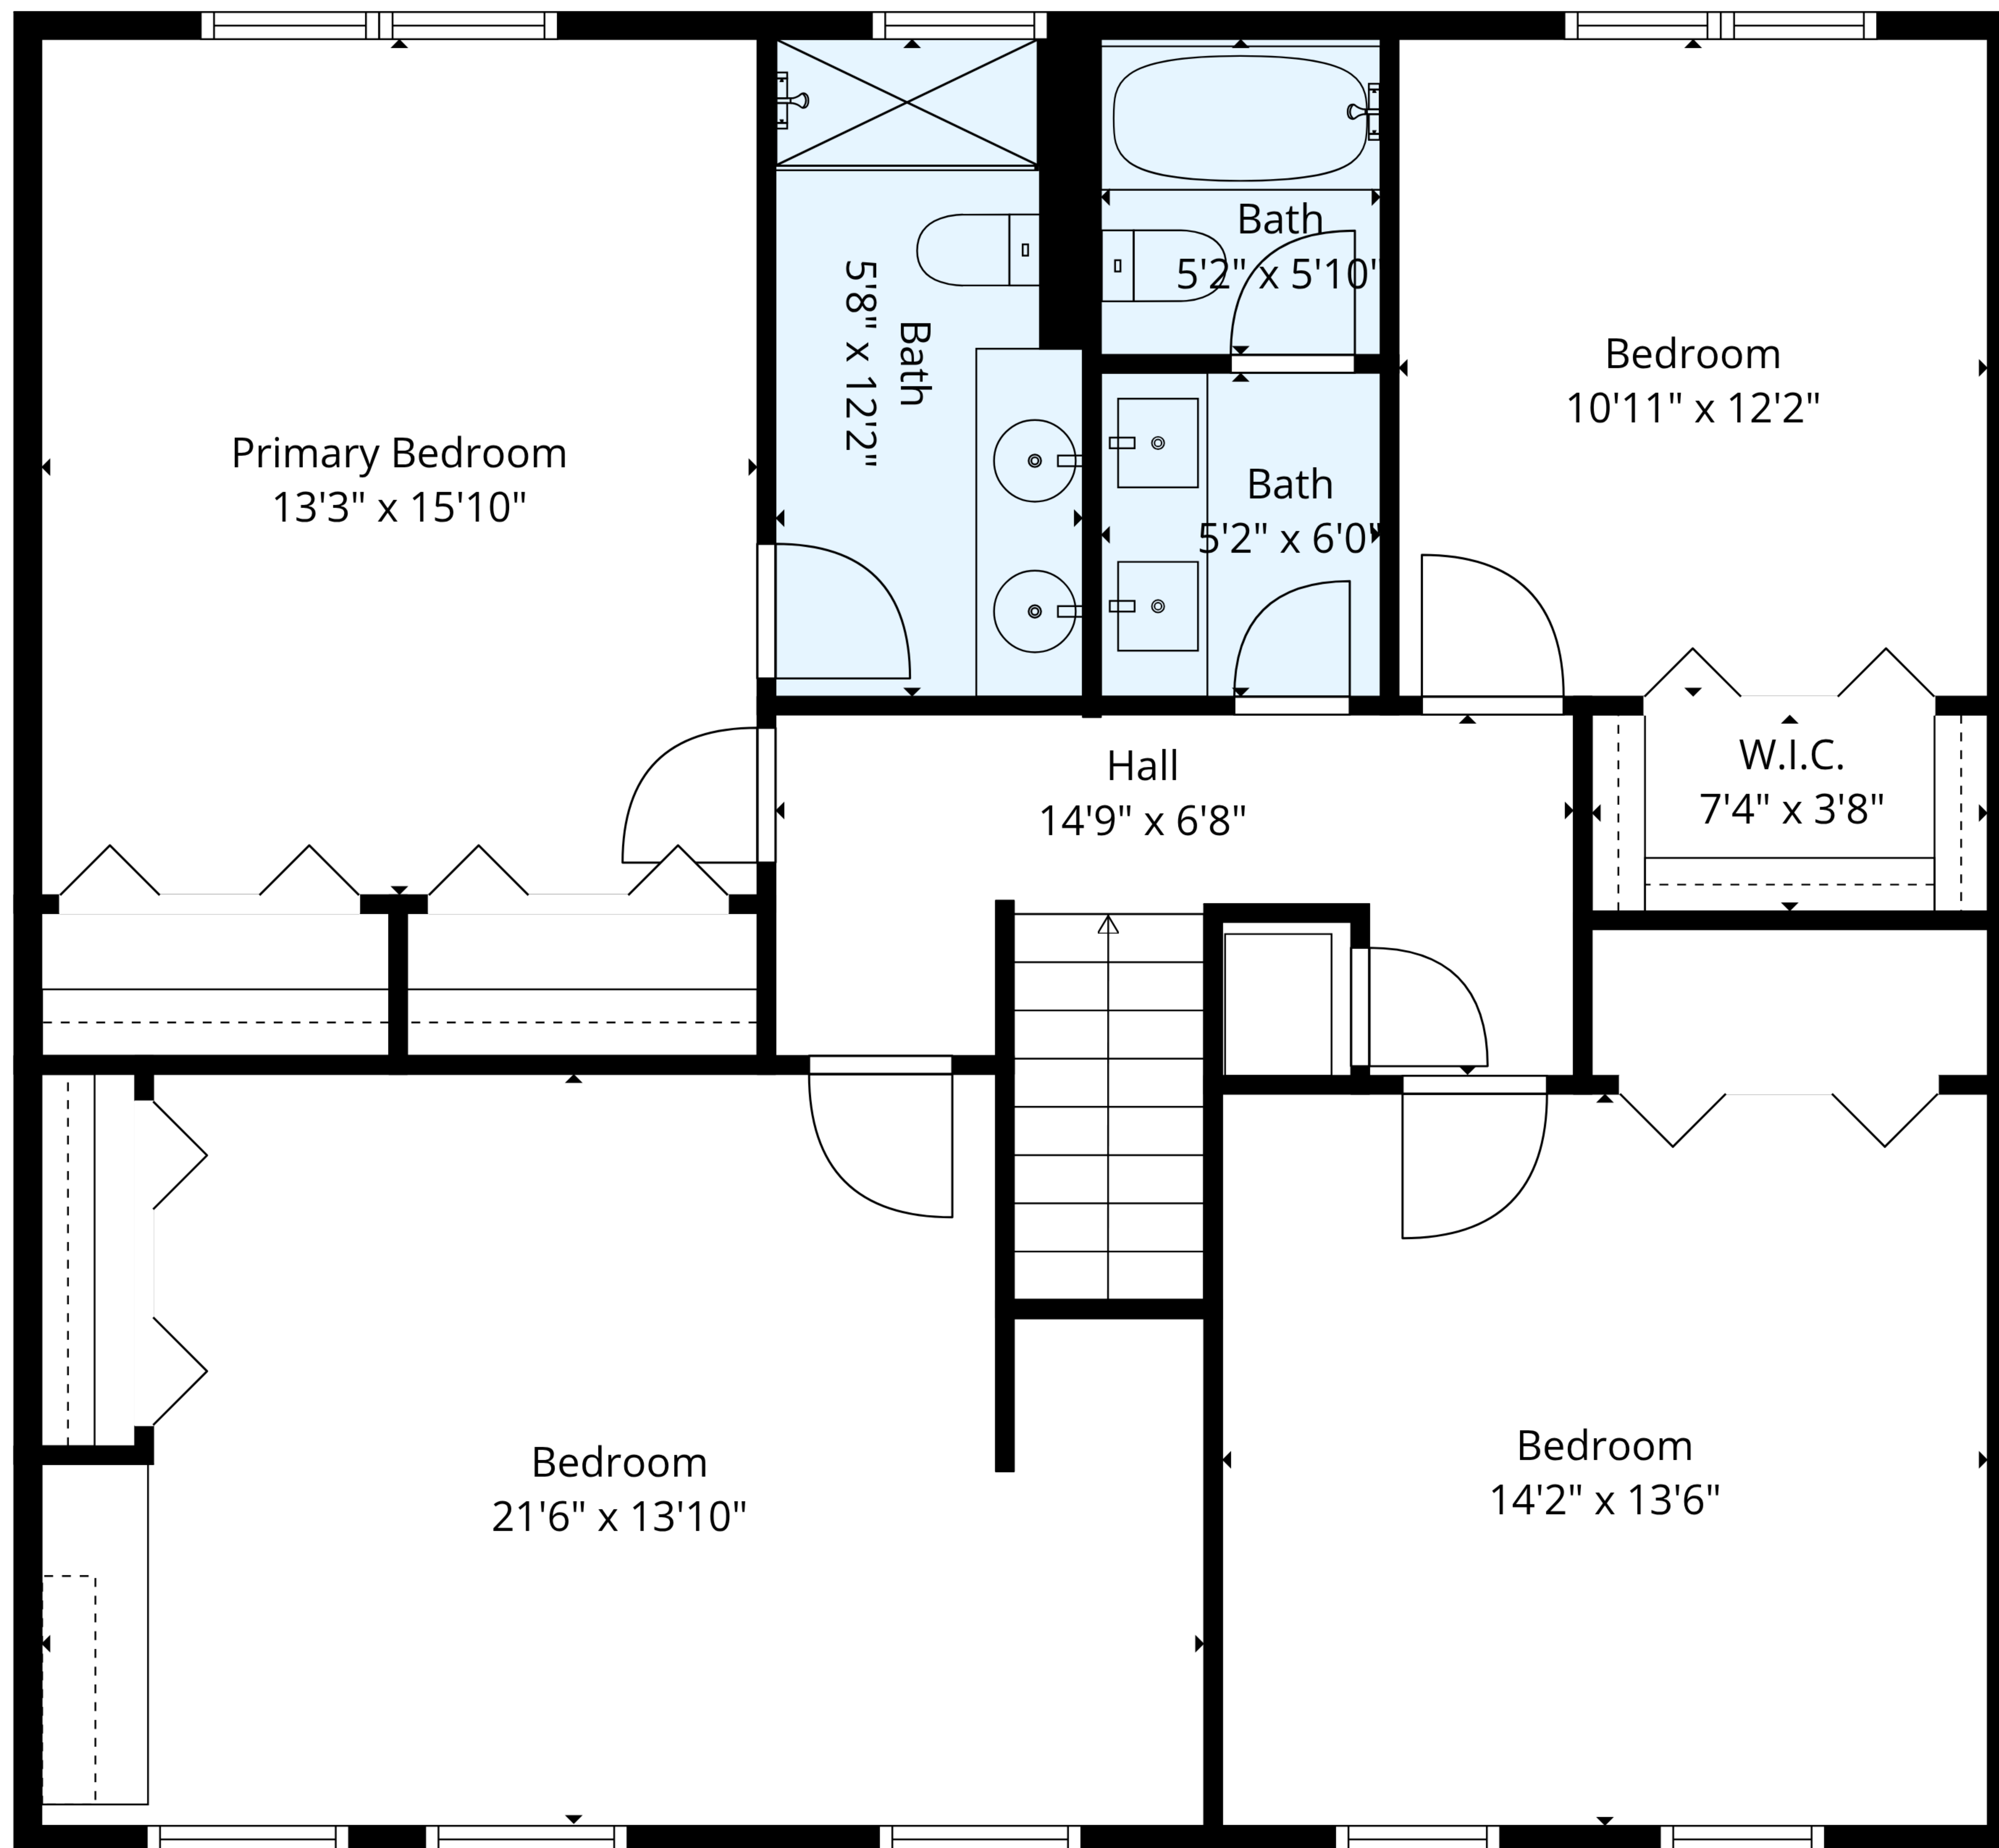 Primary Bedroom
13'3" x 15'10"
Bath
5'8" x 12'2"
Bath
5'2" x 5'10"
Bath
5'2" x 6'0"
Bedroom
10'11" x 12'2"
Hall
14'9" x 6'8"
W.I.C.
7'4" x 3'8"
Bedroom
21'6" x 13'10"
Bedroom
14'2" x 13'6"